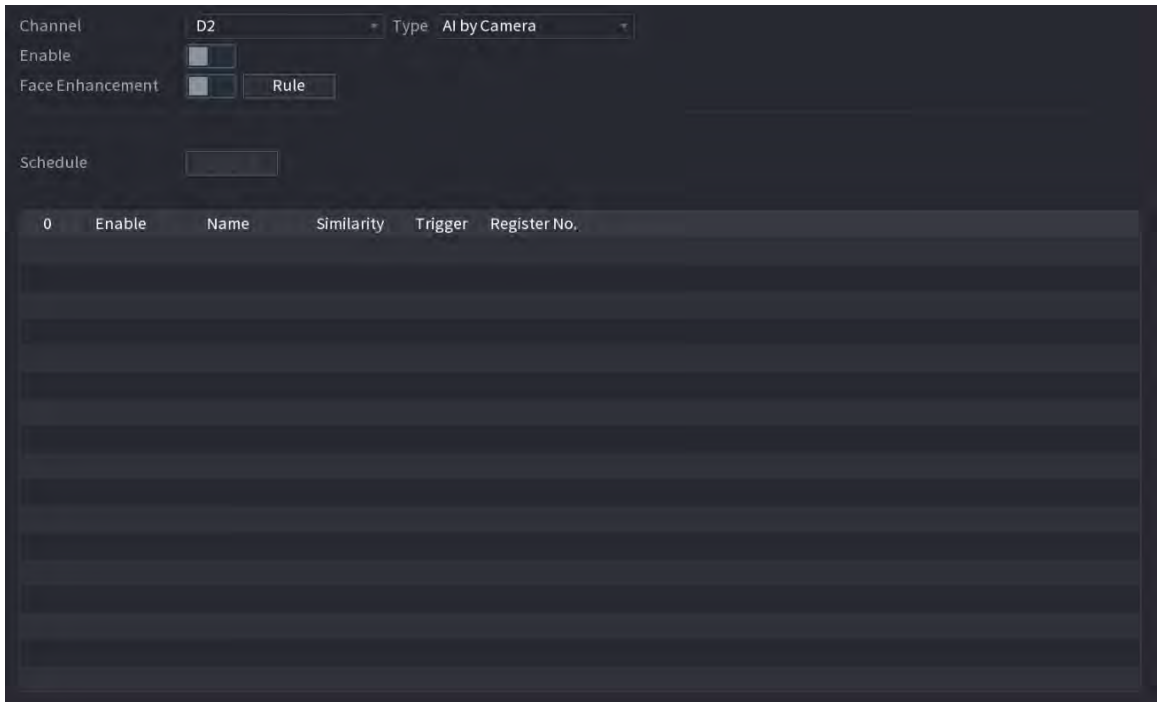 Channel D2 Type AI by Camera
Enable
Face Enhancement Rule
Schedule
0 Enable Name Similarity Trigger Register No.